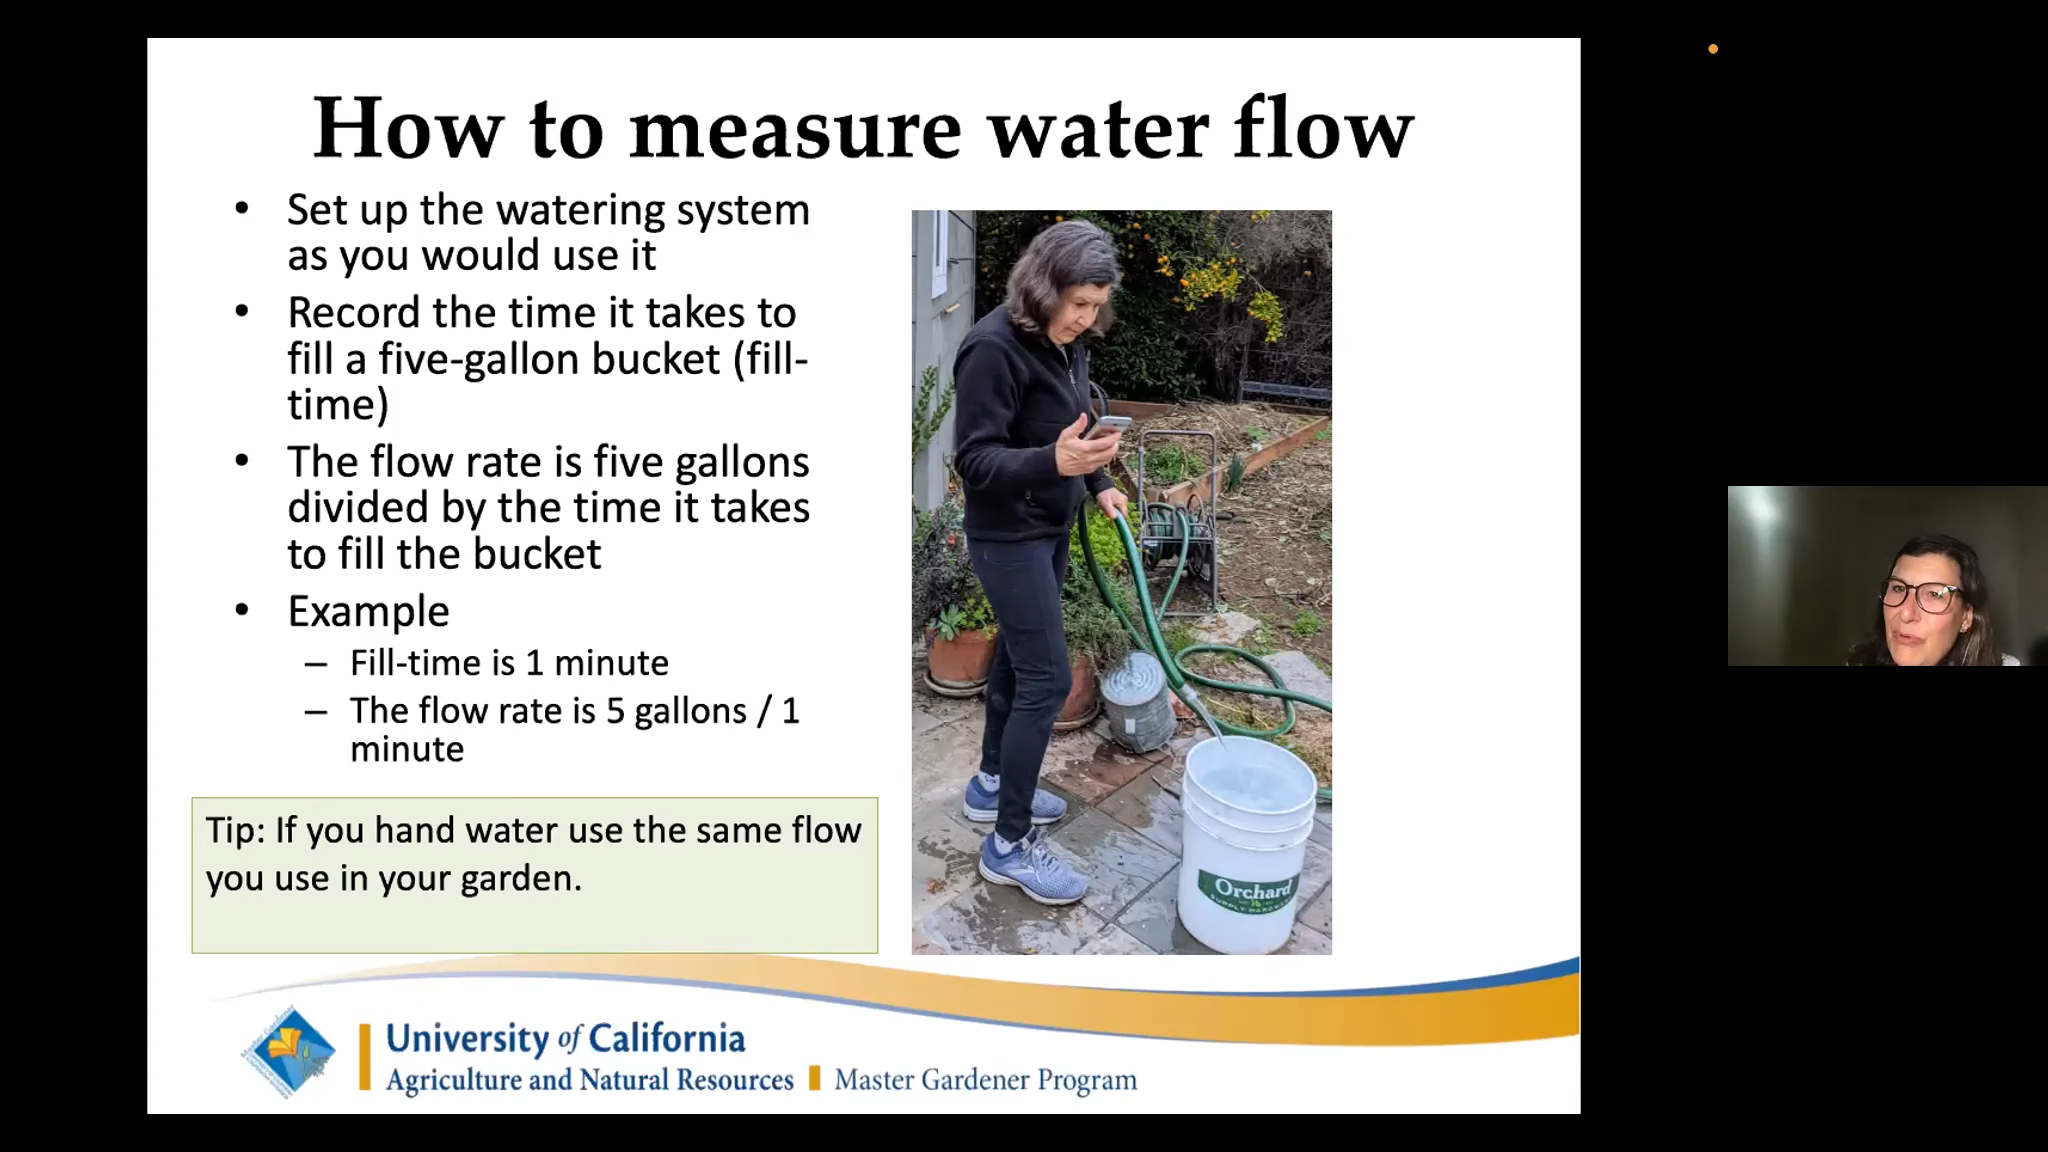 How to measure water flow
• Set up the watering system
as you would use it
• Record the time it takes to
fill a five-gallon bucket (fill-
time)
• The flow rate is five gallons
divided by the time it takes
to fill the bucket
• Example
– Fill-time is 1 minute
– The flow rate is 5 gallons / 1
minute
Tip: If you hand water use the same flow
you use in your garden.
Orchard
SUPPLY HARDWARE
Master Gardener
University of California
Agriculture and Natural Resources
Master Gardener Program